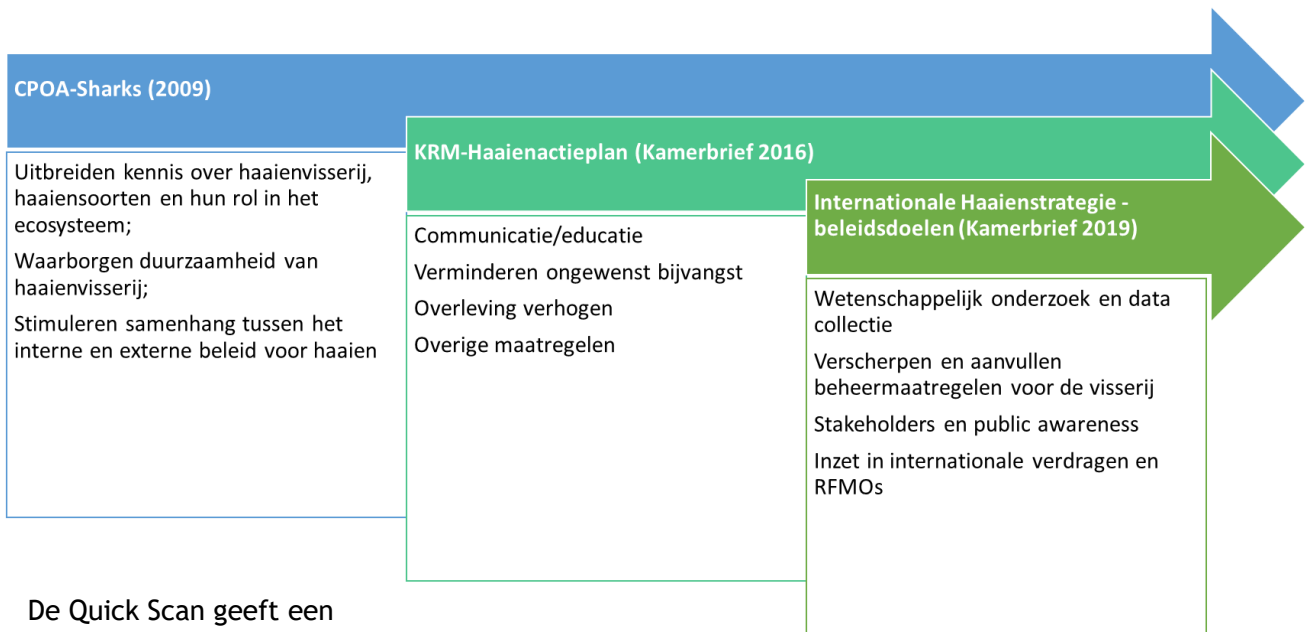 CPOA-Sharks (2009)
Uitbreiden kennis over haaienvisserij,
haaiensoorten en hun rol in het
ecosysteem;
Waarborgen duurzaamheid van
haaienvisserij;
Stimuleren samenhang tussen het
interne en externe beleid voor haaien
KRM-Haaienactieplan (Kamerbrief 2016)
Communicatie/educatie
Verminderen ongewenst bijvangst
Overleving verhogen
Overige maatregelen
Internationale Haaienstrategie -
beleidsdoelen (Kamerbrief 2019)
Wetenschappelijk onderzoek en data
collectie
Verscherpen en aanvullen
beheermaatregelen voor de visserij
Stakeholders en public awareness
Inzet in internationale verdragen en
RFMOs
De Quick Scan geeft een